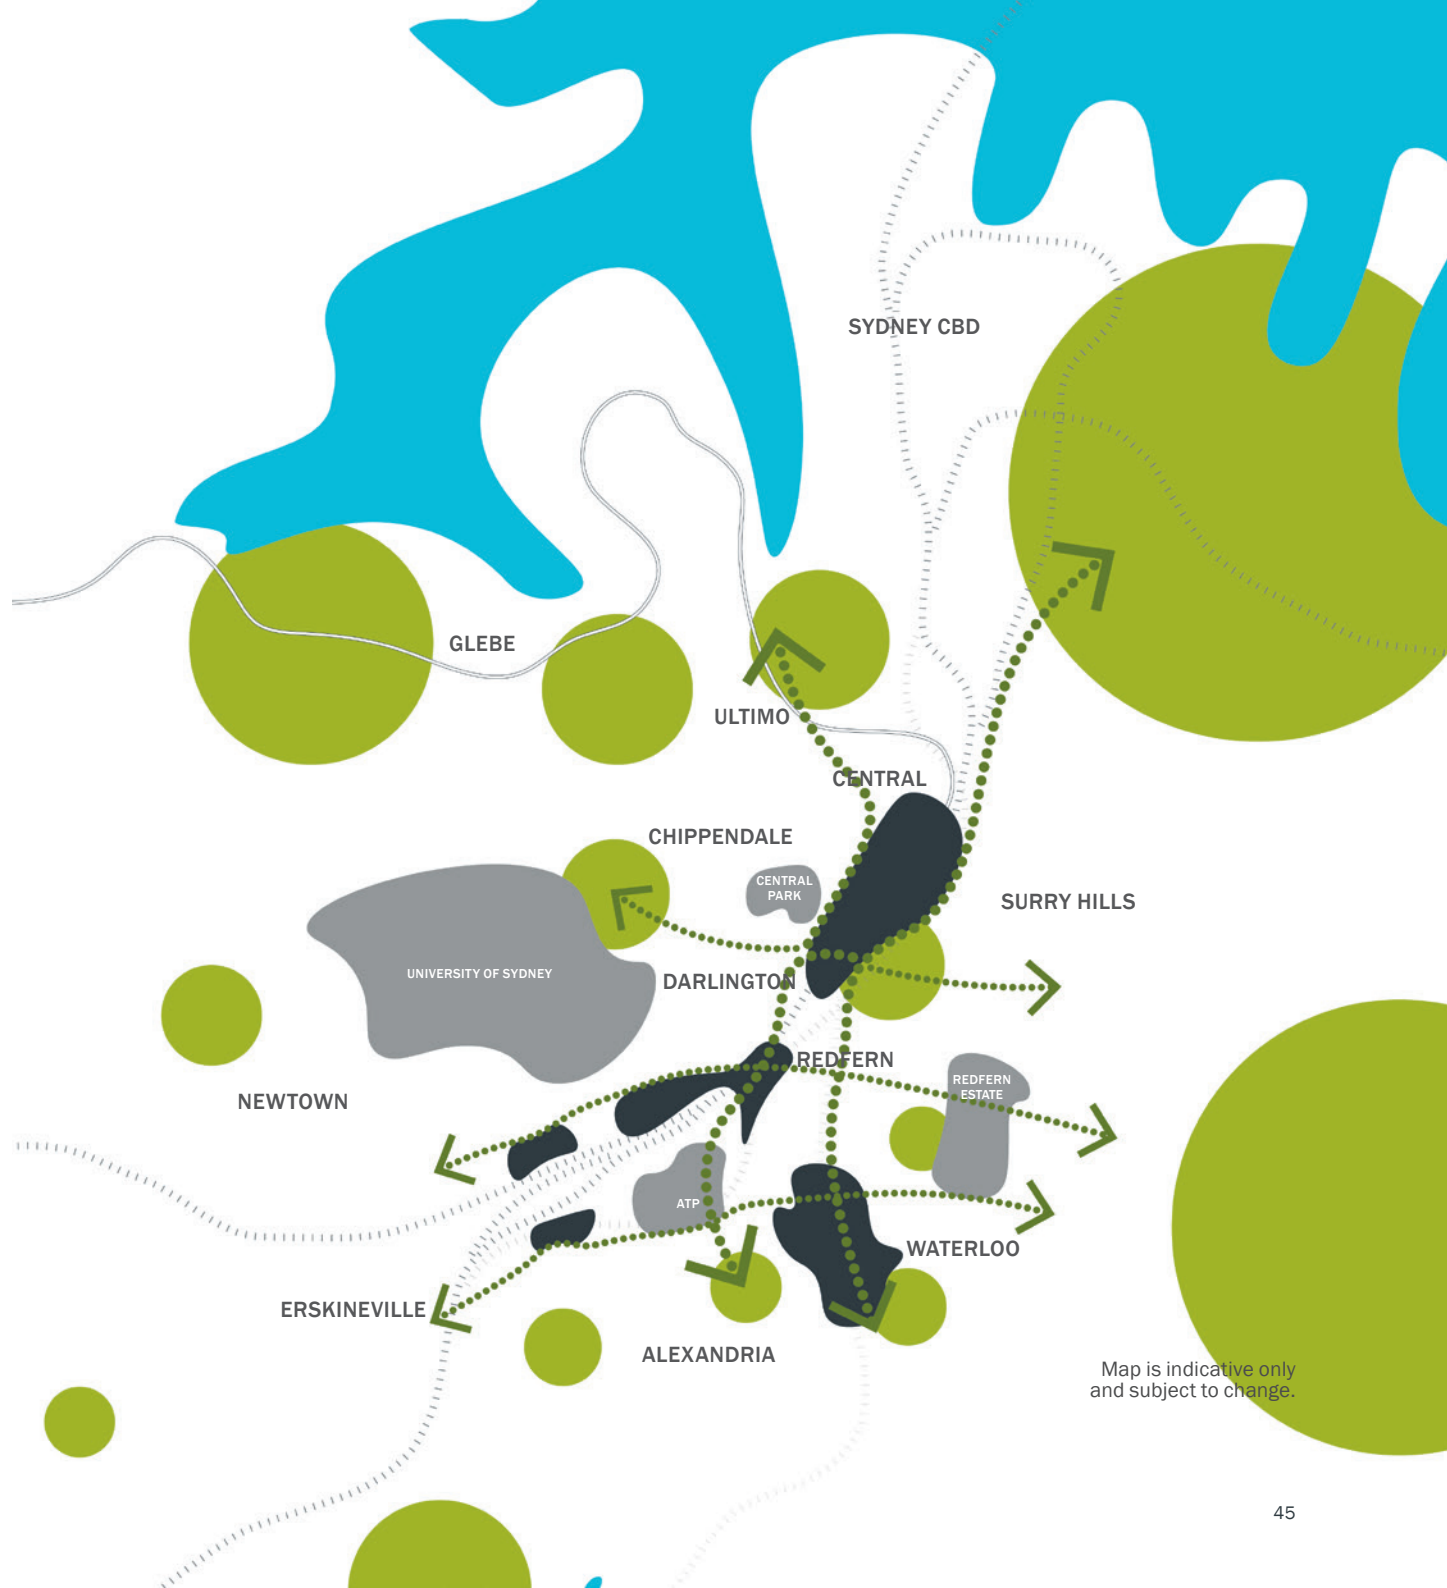 SYDNEY CBD
GLEBE
ULTIMO
CENTRAL
CHIPPENDALE
CENTRAL
PARK
SURRY HILLS
UNIVERSITY OF SYDNEY
DARLINGTON
REDFERN
REDFERN
ESTATE
NEWTOWN
ATP
WATERLOO
ERSKINEVILLE
ALEXANDRIA
Map is indicative only
and subject to change.
45